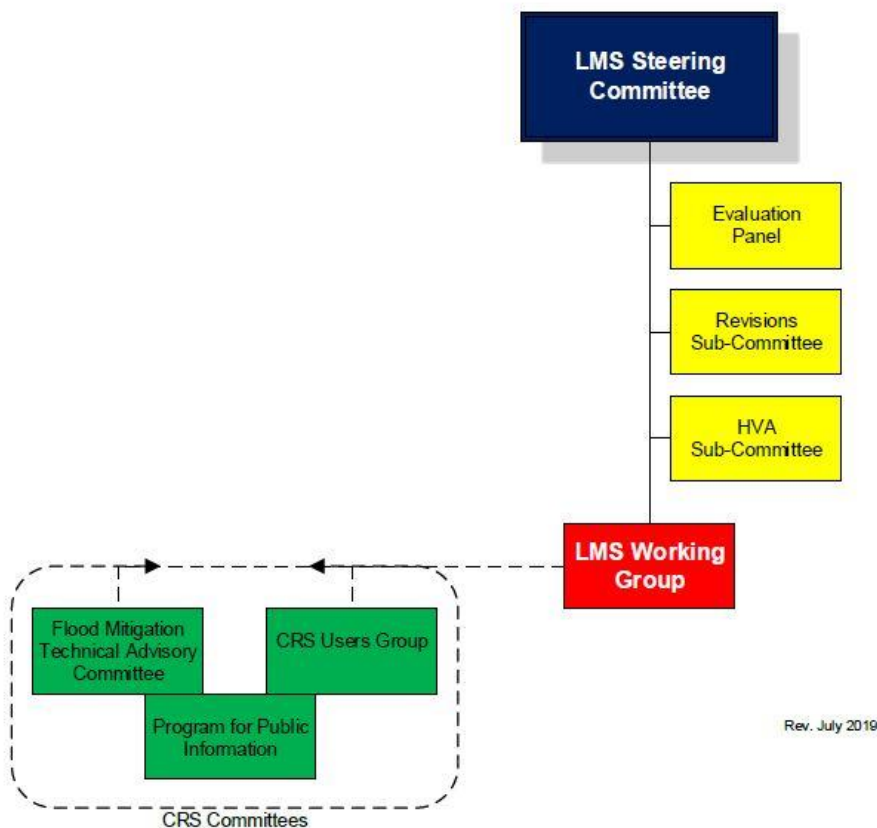 LMS Steering
Committee
Evaluation
Panel
Revisions
Sub-Committee
HVA
Sub-Committee
LMS Working
Group
Flood Mitigation
Technical Advisory
Committee
CRS Users Group
Program for Public
Information
Rev. July 2019
CRS Committees